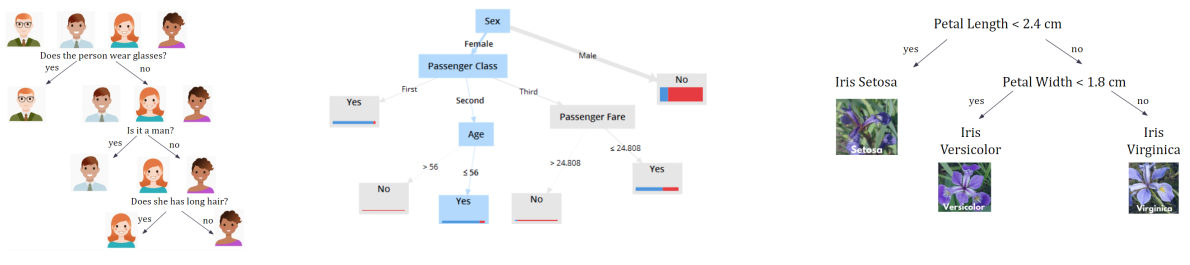 Does the person wear glasses?
yes
no
Is it a man?
yes
no
Does she has long hair?
yes
no
Sex
Female
Male
Passenger Class
No
First
Second
Third
Yes
Age
Passenger Fare
> 56
≤ 56
> 24.808
≤ 24.808
No
Yes
No
Yes
Petal Length < 2.4 cm
yes
no
Iris Setosa
Petal Width < 1.8 cm
Setosa
yes
no
Iris
Versicolor
Iris
Virginica
Versicolor
Virginica